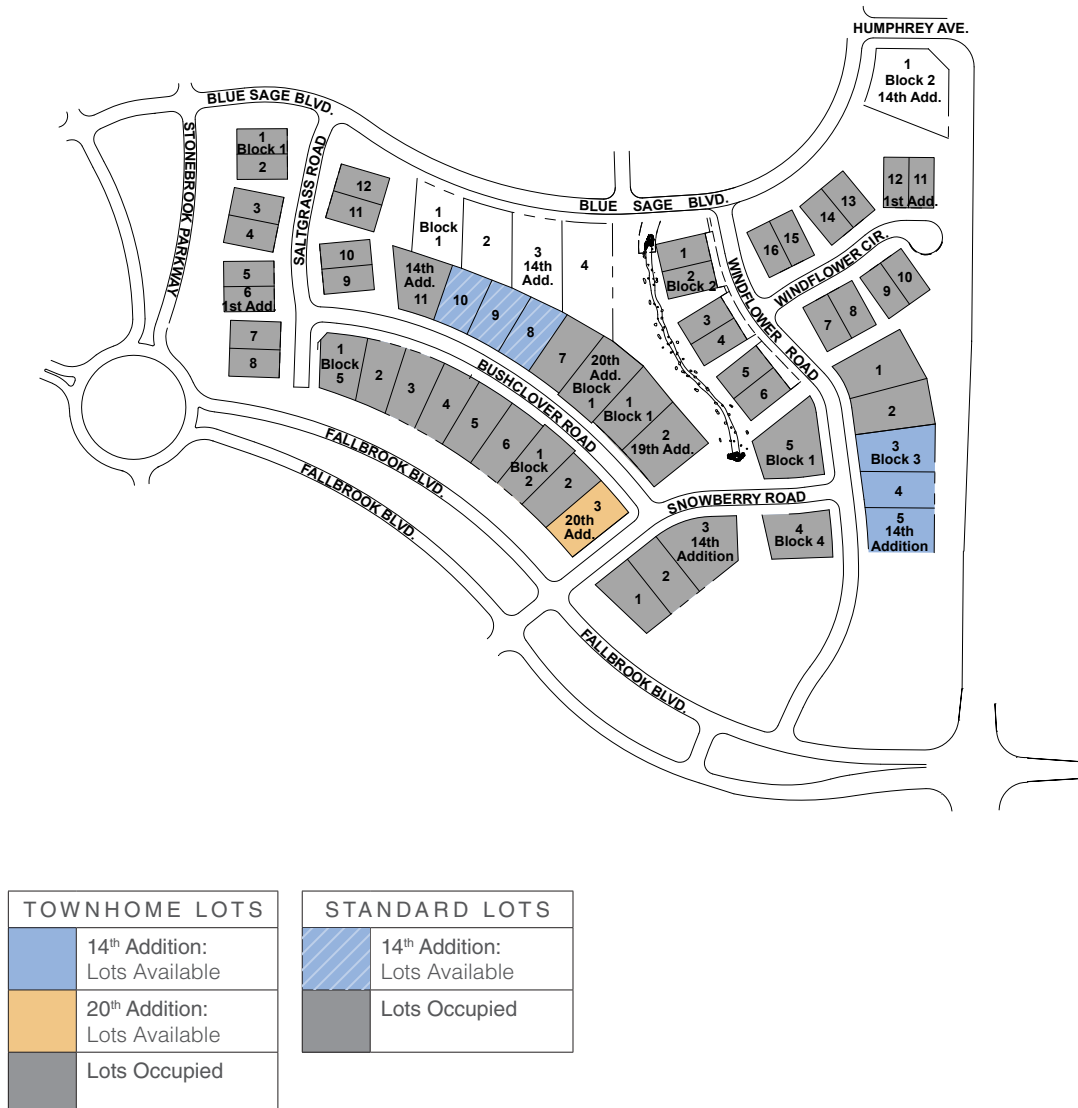 HUMPHREY AVE.
1
Block 2
14th Add.
BLUE SAGE BLVD.
STONEBROOK PARKWAY
SALTGRASS ROAD
1
Block 1
2
3
4
5
6
1st Add.
7
8
12
11
10
9
1
Block
1
2
3
14th
Add.
4
BLUE SAGE BLVD.
14th
Add.
11
10
9
8
7
20th
Add.
Block
1
1
Block 1
2
19th Add.
1
2
Block 2
3
4
5
6
5
Block 1
WINDFLOWER ROAD
WINDFLOWER CIR.
16
15
14
13
12
11
1st Add.
10
9
8
7
1
2
3
Block 3
4
5
14th
Addition
BUSHCLOVER ROAD
1
Block
5
2
3
4
5
6
1
Block
2
2
3
20th
Add.
SNOWBERRY ROAD
3
14th
Addition
2
1
4
Block 4
FALLBROOK BLVD.
FALLBROOK BLVD.
FALLBROOK BLVD.
TOWNHOME LOTS
14th Addition:
Lots Available
20th Addition:
Lots Available
Lots Occupied
STANDARD LOTS
14th Addition:
Lots Available
Lots Occupied